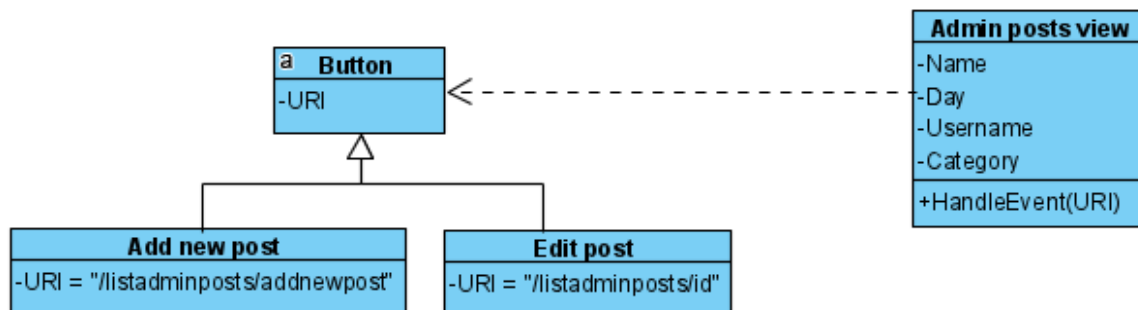 a Button
-URI
Admin posts view
-Name
-Day
-Username
-Category
+HandleEvent(URI)
Add new post
-URI = "/listadminposts/addnewpost"
Edit post
-URI = "/listadminposts/id"